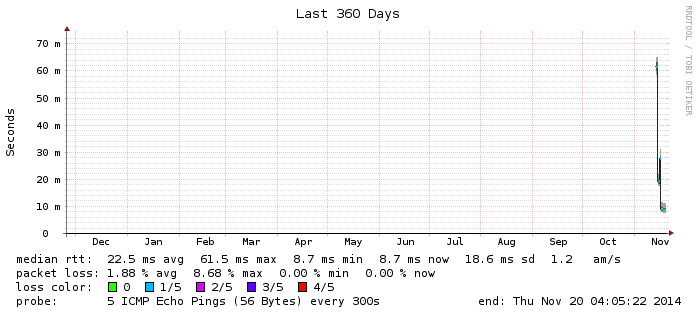 Last 360 Days
RRDTOOL / TOBI OETIKER
Seconds
70 m
60 m
50 m
40 m
30 m
20 m
10 m
0
Dec Jan Feb Mar Apr May Jun Jul Aug Sep Oct Nov
median rtt: 22.5 ms avg 61.5 ms max 8.7 ms min 8.7 ms now 18.6 ms sd 1.2 am/s
packet loss: 1.88 % avg 8.68 % max 0.00 % min 0.00 % now
loss color: 0 1/5 2/5 3/5 4/5
probe: 5 ICMP Echo Pings (56 Bytes) every 300s end: Thu Nov 20 04:05:22 2014